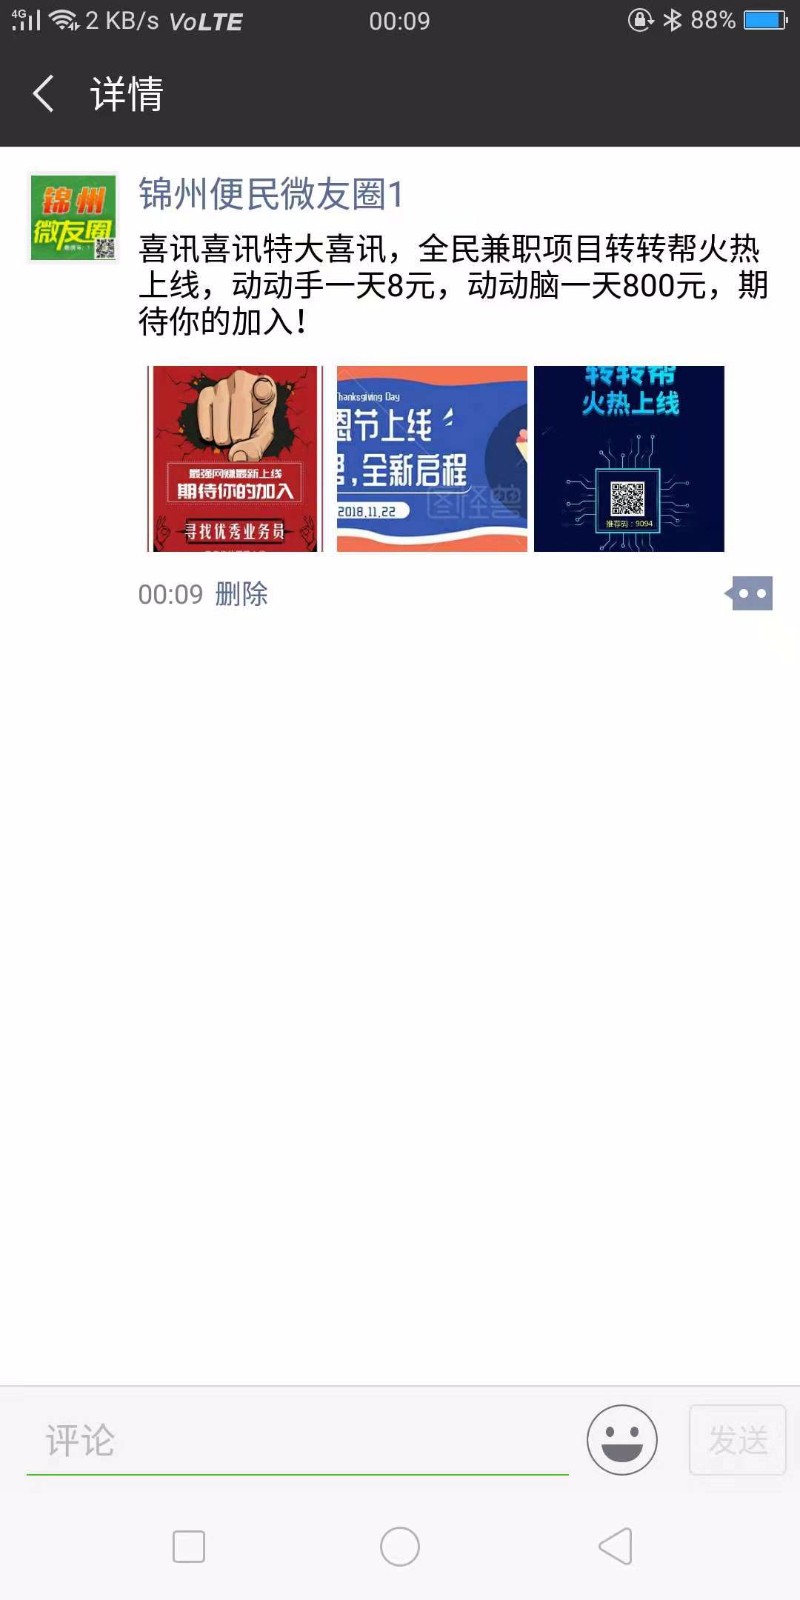 4G 2 KB/s VoLTE 00:09 88%
详情
锦州
微友圈
锦州便民微友圈1
喜讯喜讯特大喜讯，全民兼职项目转转帮火热
上线，动动手一天8元，动动脑一天800元，期
待你的加入！
最强网赚最新上线
期待你的加入
寻找优秀业务员
Thanksgiving Day
恩节上线
,全新启程
2018.11.22
图怪兽
转转帮
火热上线
推荐码：9094
00:09 删除
评论
发送